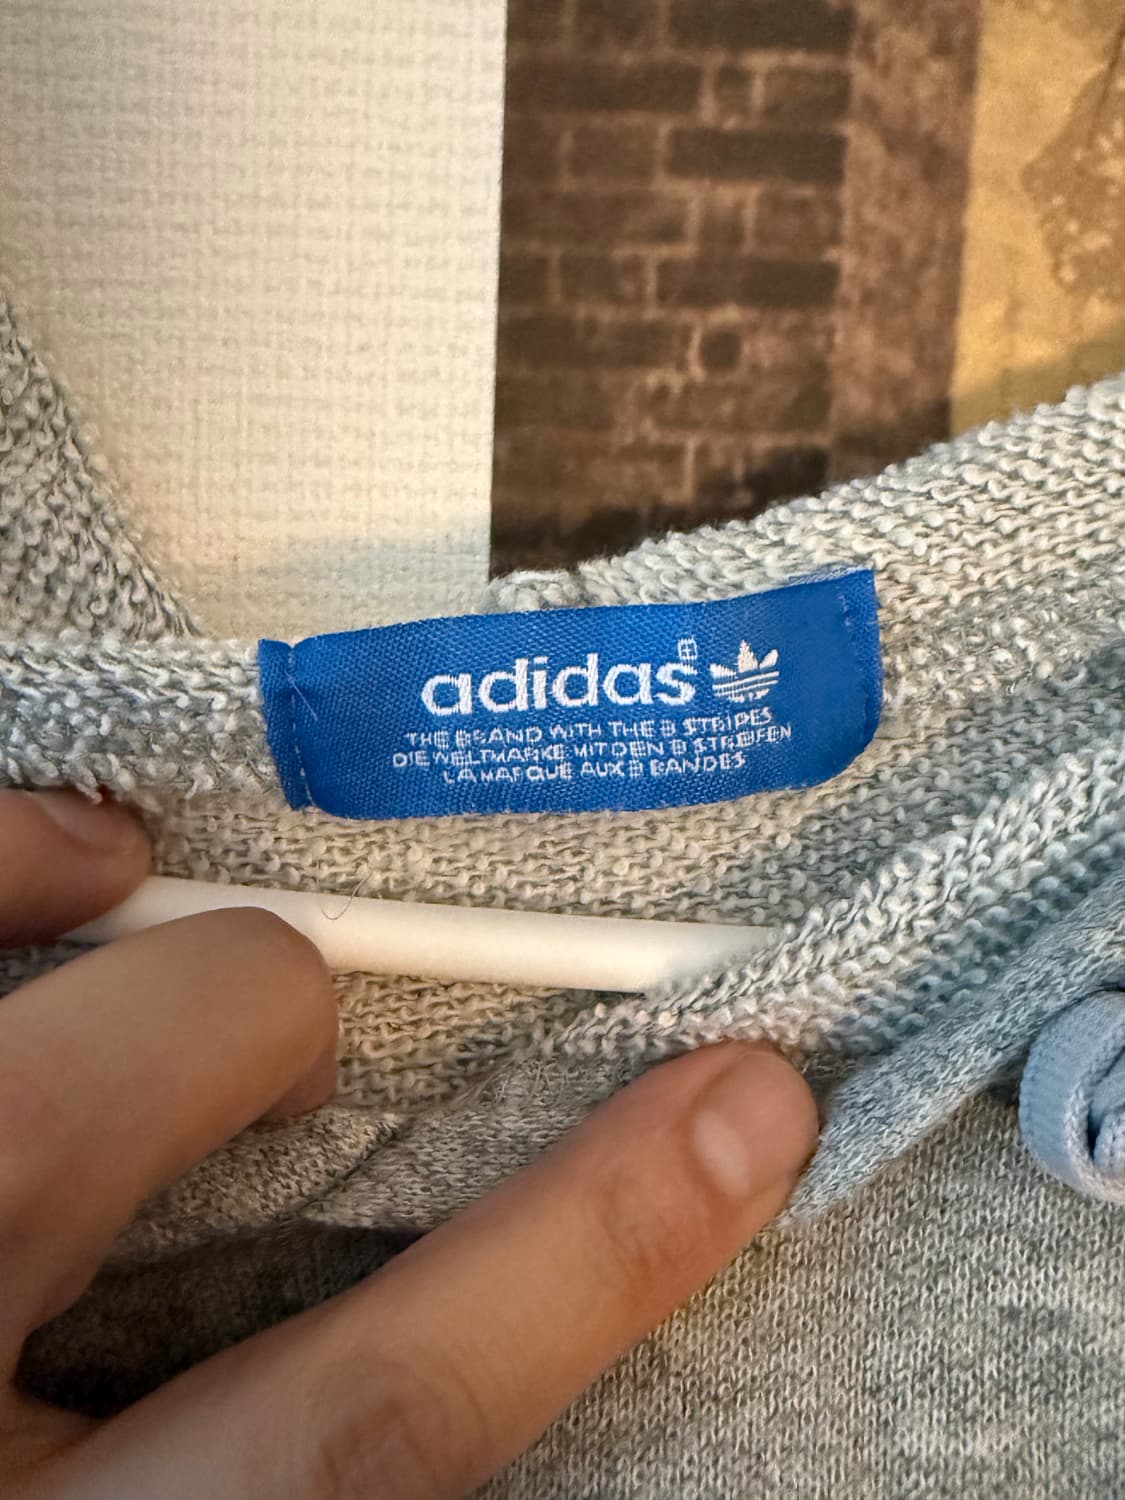 adidas®
THE BRAND WITH THE 3 STRIPES
DIE WELTMARKE MIT DEN 3 STREIFEN
LA MARQUE AUX 3 BANDES